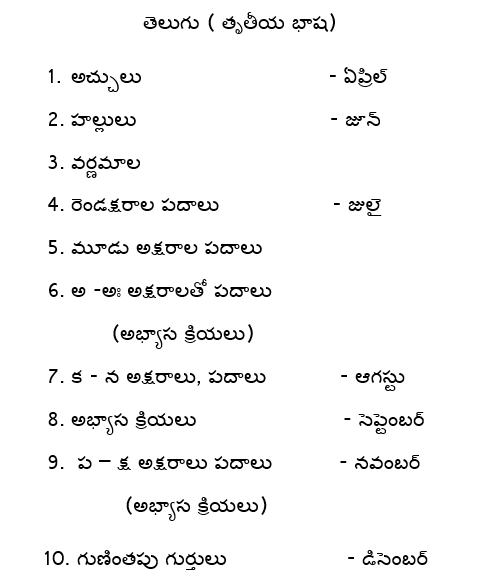 తెలుగు ( తృతీయ భాష)
1. అచ్చులు - ఏప్రిల్
2. హల్లులు - జూన్
3. వర్ణమాల
4. రెండక్షరాల పదాలు - జులై
5. మూడు అక్షరాల పదాలు
6. అ -అః అక్షరాలతో పదాలు
(అభ్యాస క్రియలు)
7. క - న అక్షరాలు, పదాలు - ఆగస్టు
8. అభ్యాస క్రియలు - సెప్టెంబర్
9. ప – క్ష అక్షరాలు పదాలు - నవంబర్
(అభ్యాస క్రియలు)
10. గుణింతపు గుర్తులు - డిసెంబర్